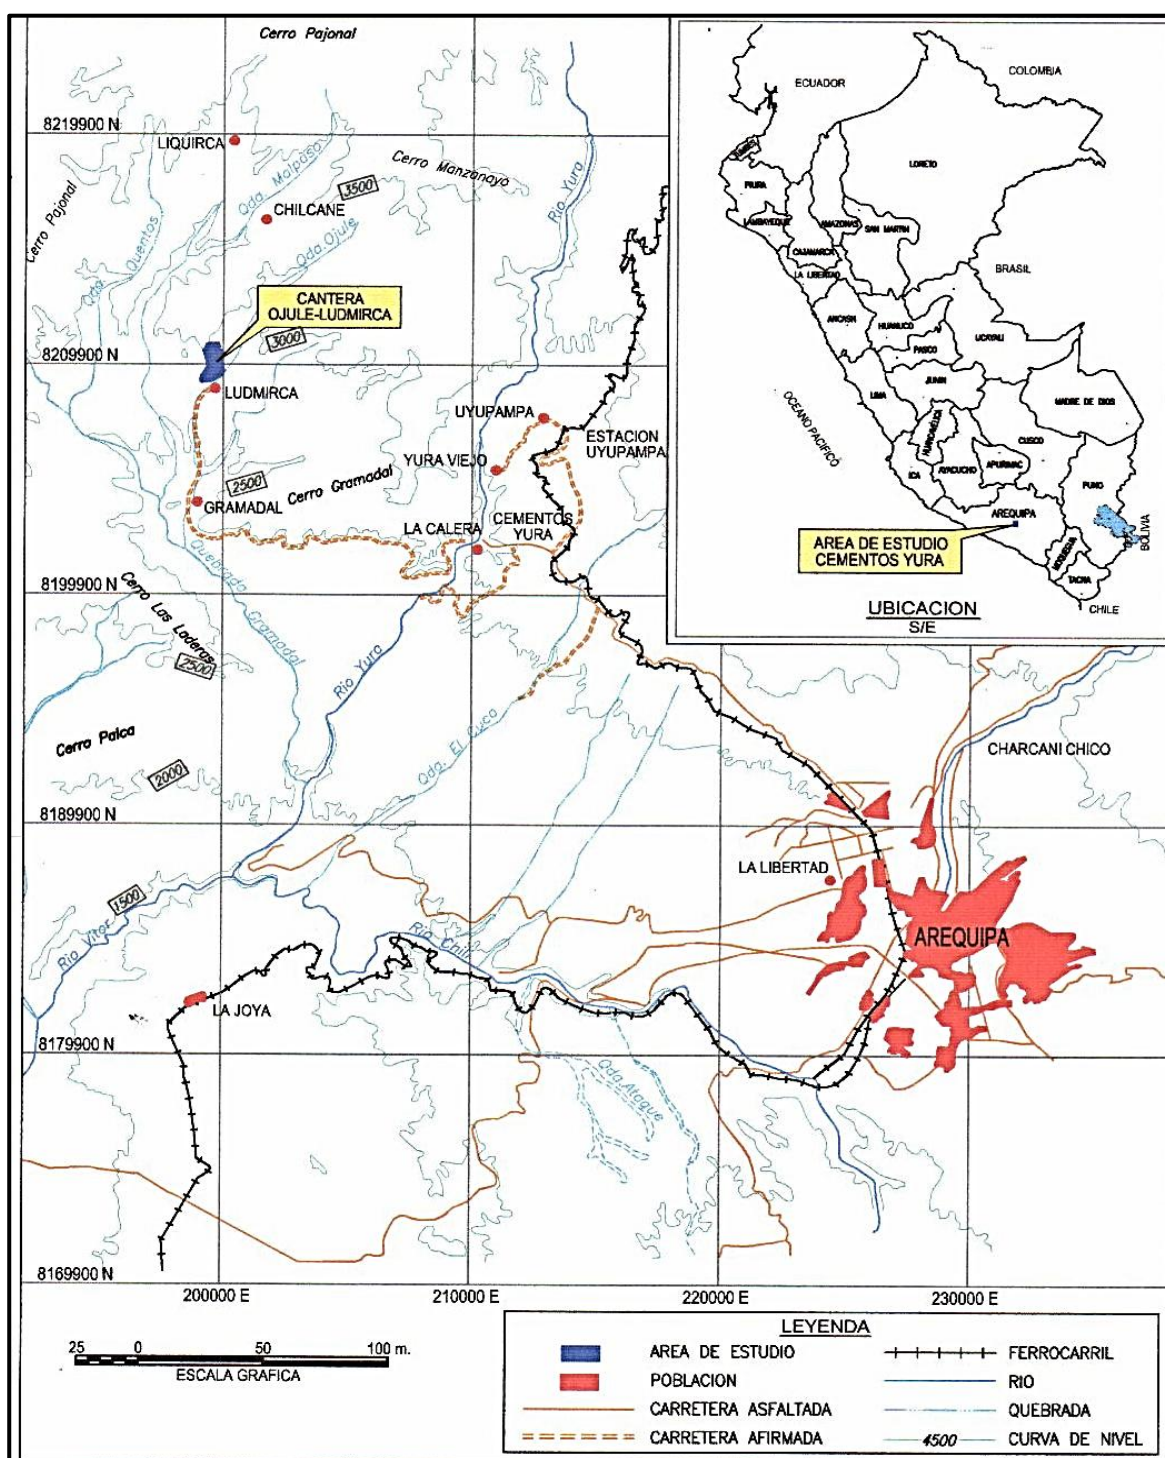 Cerro Pajonal
8219900 N
LIQUIRCA
Qda. Malpaso
Cerro Manzanayo
3500
CHILCANE
Cerro Pajonal
Qda. Quentos
Qda. Ojule
Rio Yura
CANTERA
OJULE-LUDMIRCA
3000
8209900 N
LUDMIRCA
UYUPAMPA
ESTACION
UYUPAMPA
YURA VIEJO
2500
Cerro Gramadal
GRAMADAL
LA CALERA
CEMENTOS
YURA
Quebrada Gramadal
8199900 N
Cerro Las Laderas
2500
Rio Yura
Cerro Palca
2000
Qda. El Cuco
CHARCANI CHICO
8189900 N
LA LIBERTAD
1500
Rio Vitor
Rio Chili
AREQUIPA
LA JOYA
8179900 N
Qda. Ataque
8169900 N
200000 E
210000 E
220000 E
230000 E
ECUADOR
COLOMBIA
TUMBES
PIURA
LORETO
LAMBAYEQUE
AMAZONAS
SAN MARTIN
CAJAMARCA
LA LIBERTAD
BRASIL
ANCASH
HUANUCO
UCAYALI
PASCO
LIMA
JUNIN
MADRE DE DIOS
OCEANO PACIFICO
HUANCAVELICA
CUSCO
ICA
AYACUCHO
APURIMAC
PUNO
AREQUIPA
AREA DE ESTUDIO
CEMENTOS YURA
MOQUEGUA
BOLIVIA
TACNA
CHILE
UBICACION
S/E
25 0 50 100 m.
ESCALA GRAFICA
LEYENDA
AREA DE ESTUDIO
POBLACION
CARRETERA ASFALTADA
CARRETERA AFIRMADA
FERROCARRIL
RIO
QUEBRADA
4500 CURVA DE NIVEL